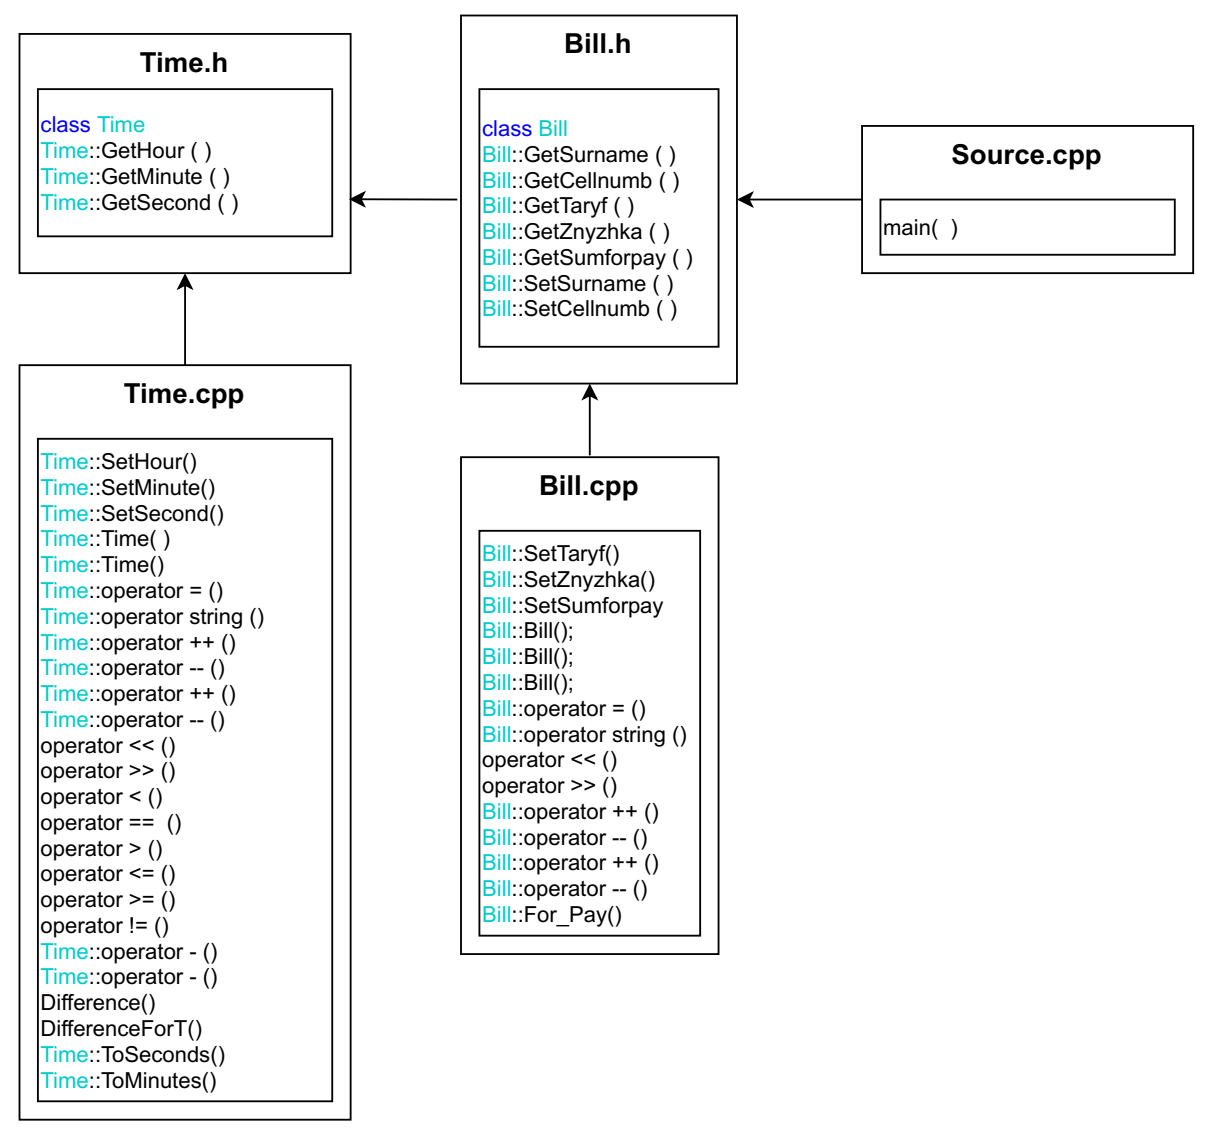 Time.h
class Time
Time::GetHour ( )
Time::GetMinute ( )
Time::GetSecond ( )
Bill.h
class Bill
Bill::GetSurname ( )
Bill::GetCellnumb ( )
Bill::GetTaryf ( )
Bill::GetZnyzhka ( )
Bill::GetSumforpay ( )
Bill::SetSurname ( )
Bill::SetCellnumb ( )
Source.cpp
main(  )
Time.cpp
Time::SetHour()
Time::SetMinute()
Time::SetSecond()
Time::Time( )
Time::Time()
Time::operator = ()
Time::operator string ()
Time::operator ++ ()
Time::operator -- ()
Time::operator ++ ()
Time::operator -- ()
operator << ()
operator >> ()
operator < ()
operator ==  ()
operator > ()
operator <= ()
operator >= ()
operator != ()
Time::operator - ()
Time::operator - ()
Difference()
DifferenceForT()
Time::ToSeconds()
Time::ToMinutes()
Bill.cpp
Bill::SetTaryf()
Bill::SetZnyzhka()
Bill::SetSumforpay
Bill::Bill();
Bill::Bill();
Bill::Bill();
Bill::operator = ()
Bill::operator string ()
operator << ()
operator >> ()
Bill::operator ++ ()
Bill::operator -- ()
Bill::operator ++ ()
Bill::operator -- ()
Bill::For_Pay()